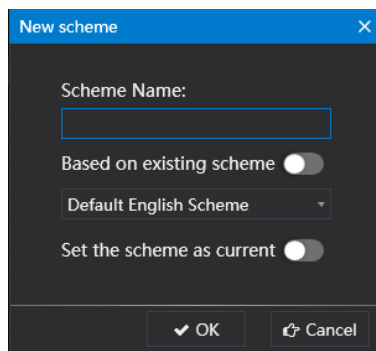 New scheme
Scheme Name:
Based on existing scheme
Default English Scheme
Set the scheme as current
OK
Cancel